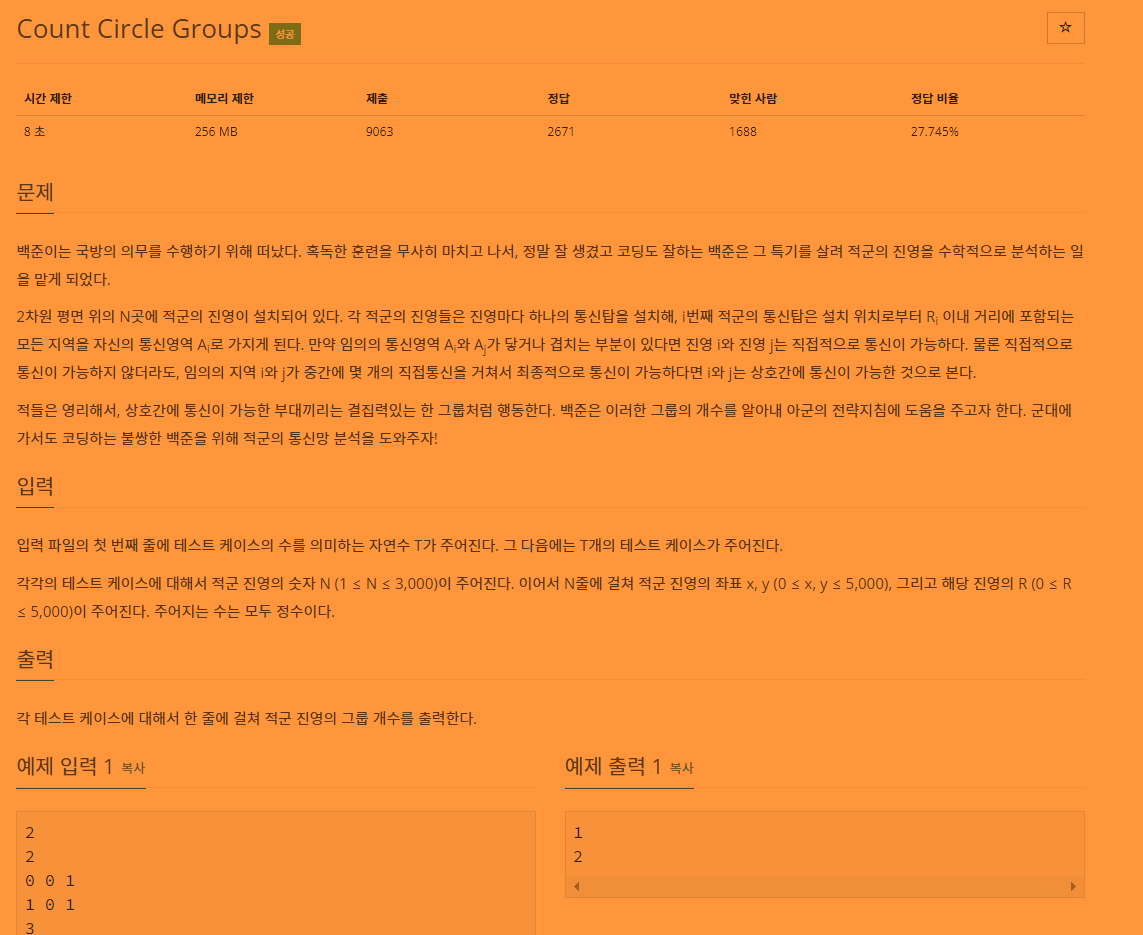 Count Circle Groups 성공
☆
시간 제한 메모리 제한 제출 정답 맞힌 사람 정답 비율
8 초 256 MB 9063 2671 1688 27.745%
문제
백준이는 국방의 의무를 수행하기 위해 떠났다. 혹독한 훈련을 무사히 마치고 나서, 정말 잘 생겼고 코딩도 잘하는 백준은 그 특기를 살려 적군의 진영을 수학적으로 분석하는 일
을 맡게 되었다.
2차원 평면 위의 N곳에 적군의 진영이 설치되어 있다. 각 적군의 진영들은 진영마다 하나의 통신탑을 설치해, i번째 적군의 통신탑은 설치 위치로부터 Ri 이내 거리에 포함되는
모든 지역을 자신의 통신영역 Ai로 가지게 된다. 만약 임의의 통신영역 Ai와 Aj가 닿거나 겹치는 부분이 있다면 진영 i와 진영 j는 직접적으로 통신이 가능하다. 물론 직접적으로
통신이 가능하지 않더라도, 임의의 지역 i와 j가 중간에 몇 개의 직접통신을 거쳐서 최종적으로 통신이 가능하다면 i와 j는 상호간에 통신이 가능한 것으로 본다.
적들은 영리해서, 상호간에 통신이 가능한 부대끼리는 결집력있는 한 그룹처럼 행동한다. 백준은 이러한 그룹의 개수를 알아내 아군의 전략지침에 도움을 주고자 한다. 군대에
가서도 코딩하는 불쌍한 백준을 위해 적군의 통신망 분석을 도와주자!
입력
입력 파일의 첫 번째 줄에 테스트 케이스의 수를 의미하는 자연수 T가 주어진다. 그 다음에는 T개의 테스트 케이스가 주어진다.
각각의 테스트 케이스에 대해서 적군 진영의 숫자 N (1 ≤ N ≤ 3,000)이 주어진다. 이어서 N줄에 걸쳐 적군 진영의 좌표 x, y (0 ≤ x, y ≤ 5,000), 그리고 해당 진영의 R (0 ≤ R
≤ 5,000)이 주어진다. 주어지는 수는 모두 정수이다.
출력
각 테스트 케이스에 대해서 한 줄에 걸쳐 적군 진영의 그룹 개수를 출력한다.
예제 입력 1 복사
2
2
0 0 1
1 0 1
3
예제 출력 1 복사
1
2